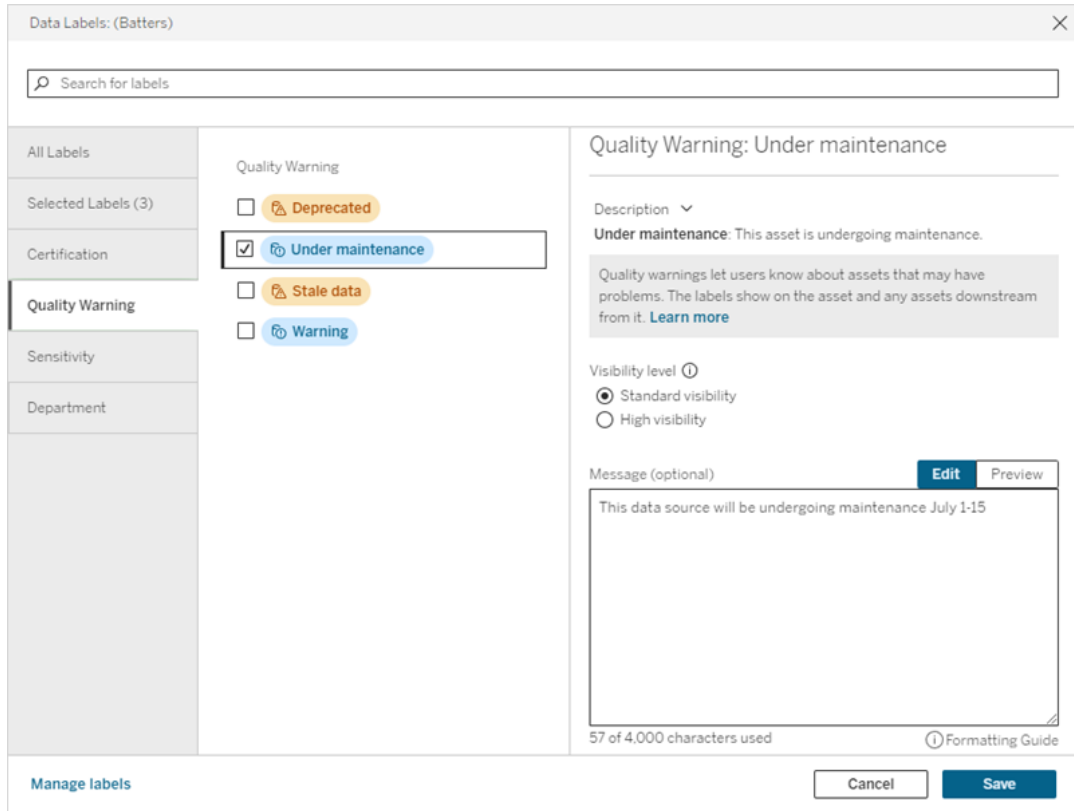 Data Labels: (Batters)
Search for labels
All Labels
Selected Labels (3)
Certification
Quality Warning
Sensitivity
Department
Quality Warning
Deprecated
Under maintenance
Stale data
Warning
Quality Warning: Under maintenance
Description
Under maintenance: This asset is undergoing maintenance.
Quality warnings let users know about assets that may have
problems. The labels show on the asset and any assets downstream
from it. Learn more
Visibility level
Standard visibility
High visibility
Message (optional)
Edit
Preview
This data source will be undergoing maintenance July 1-15
57 of 4,000 characters used
Formatting Guide
Manage labels
Cancel
Save